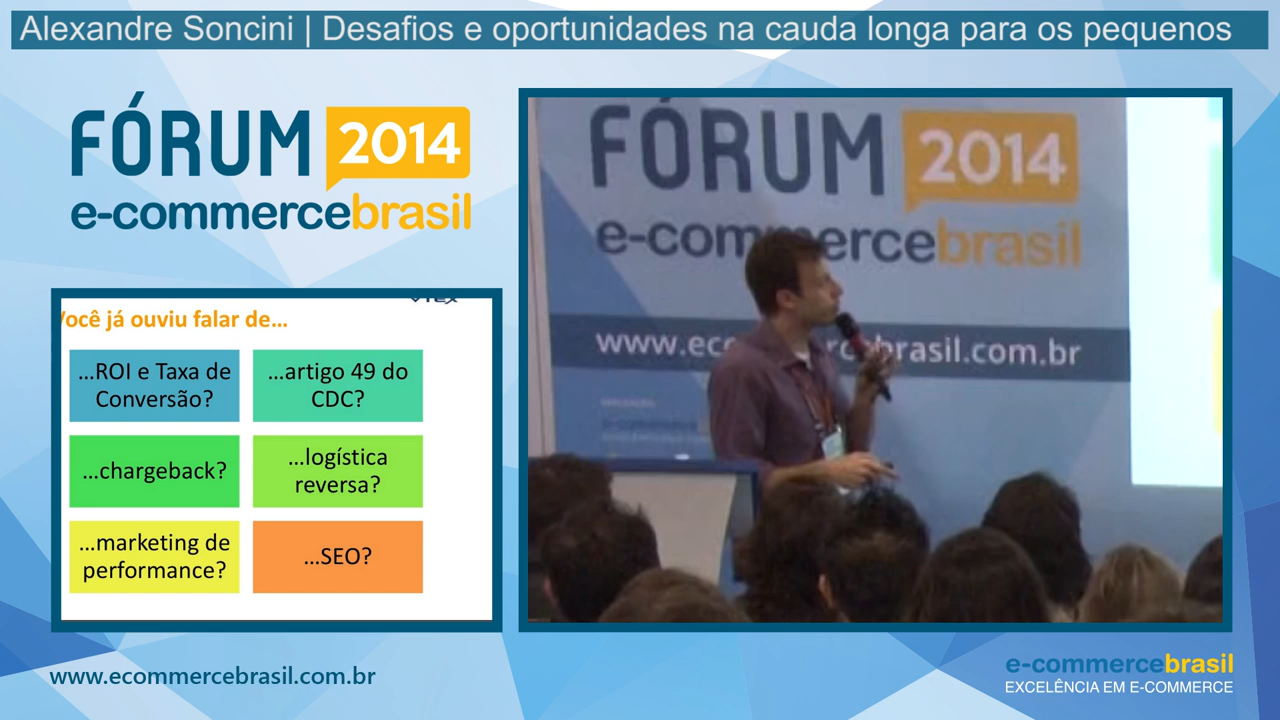 Alexandre Soncini | Desafios e oportunidades na cauda longa para os pequenos
FÓRUM 2014
e-commercebrasil
Você já ouviu falar de...
...ROI e Taxa de
Conversão?
...artigo 49 do
CDC?
...chargeback?
...logística
reversa?
...marketing de
performance?
...SEO?
FÓRUM 2014
e-commercebrasil
www.ecommercebrasil.com.br
www.ecommercebrasil.com.br
e-commercebrasil
EXCELÊNCIA EM E-COMMERCE